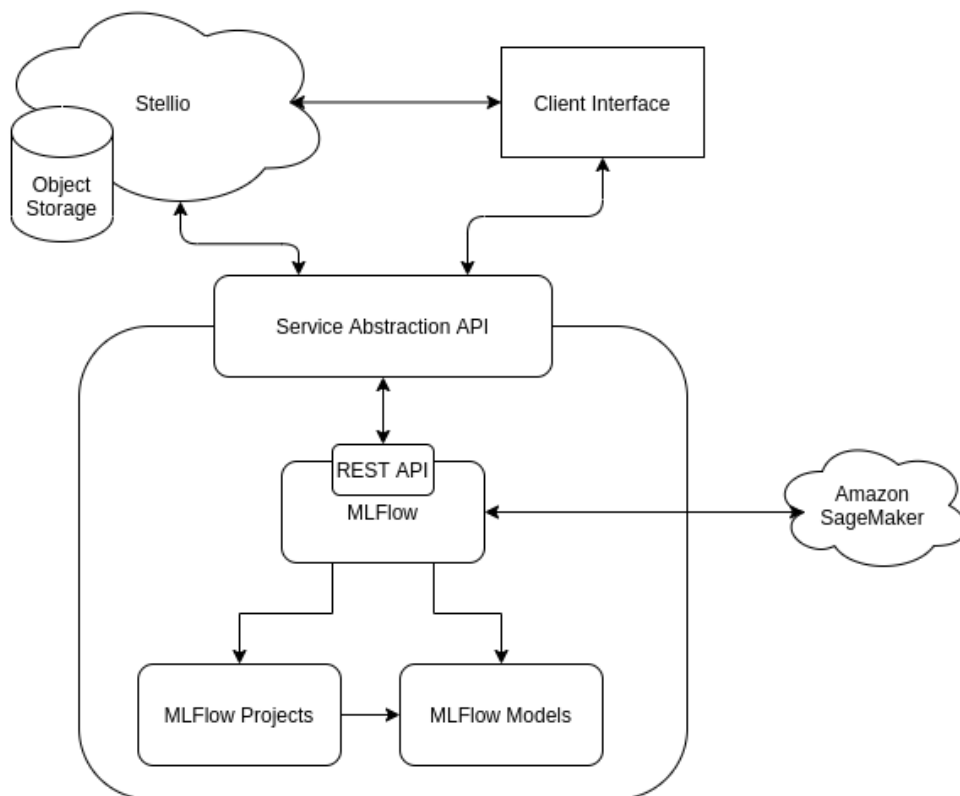 Stellio
Client Interface
Object
Storage
Service Abstraction API
REST API
MLFlow
Amazon
SageMaker
MLFlow Projects
MLFlow Models